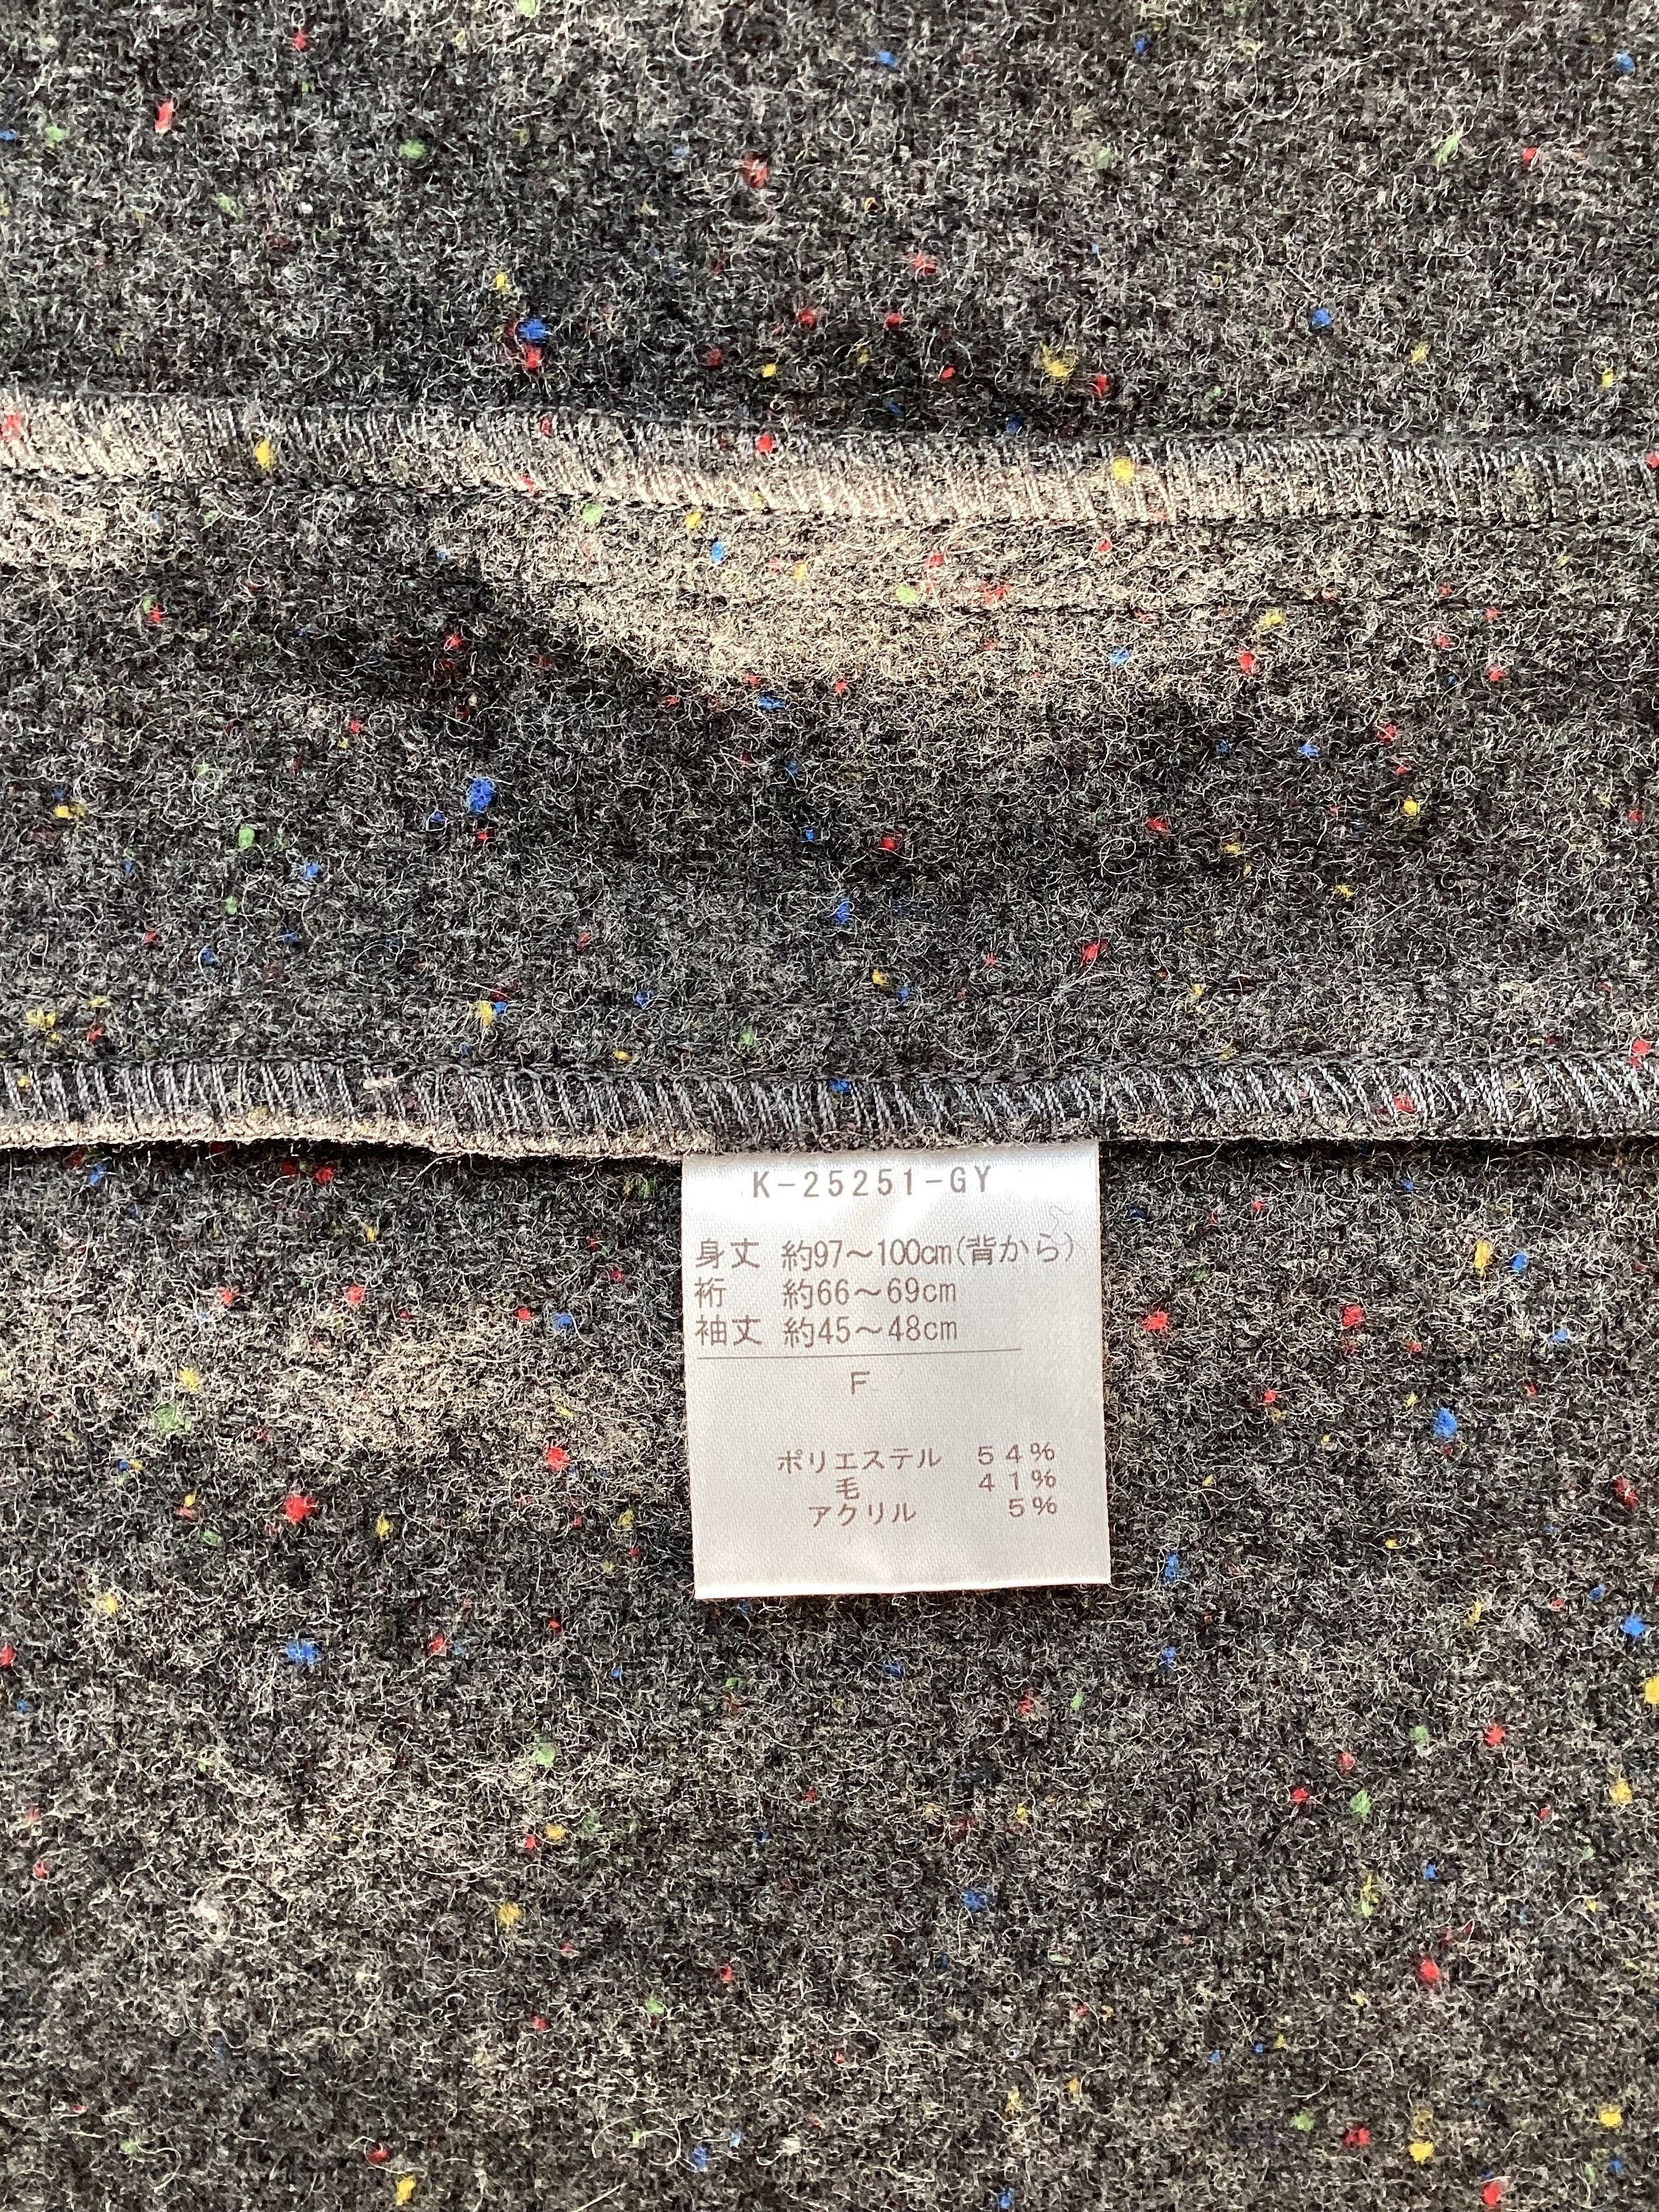 K-25251-GY
身丈 約97～100cm(背から)
裄 約66～69cm
袖丈 約45～48cm
F
ポリエステル 54%
毛 41%
アクリル 5%